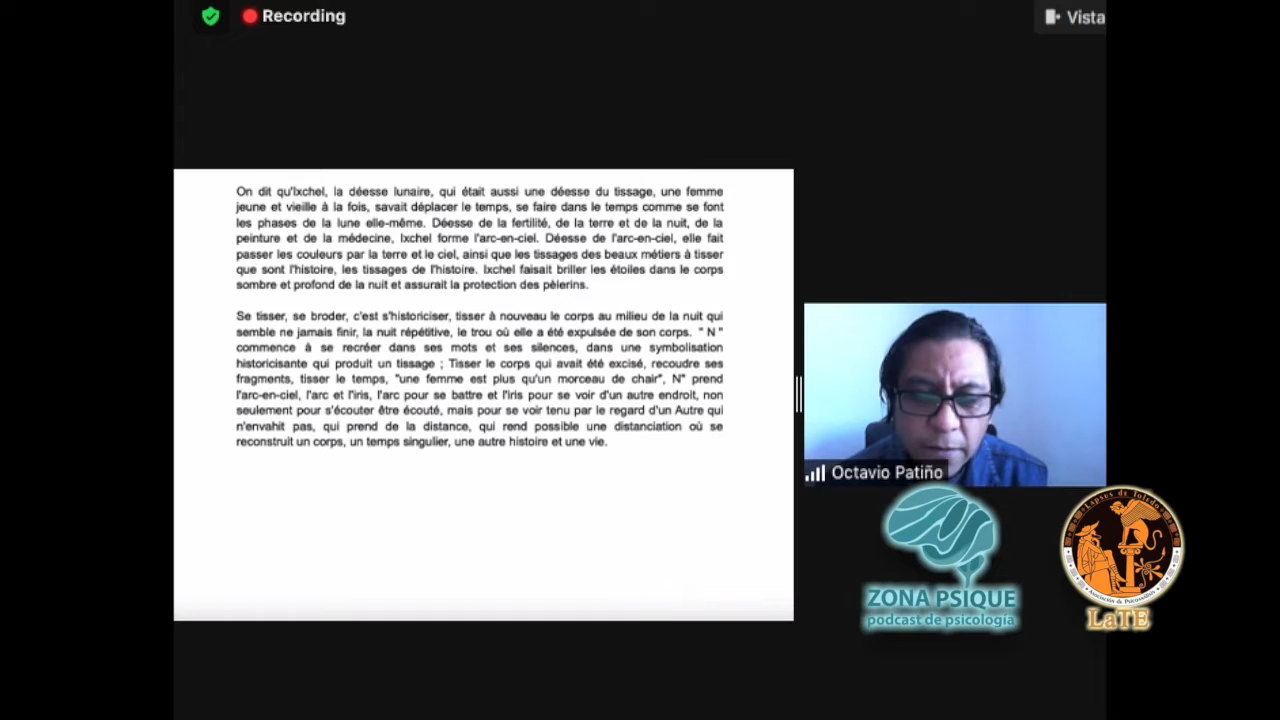 Recording
Vista
On dit qu'Ixchel, la déesse lunaire, qui était aussi une déesse du tissage, une femme
jeune et vieille à la fois, savait déplacer le temps, se faire dans le temps comme se font
les phases de la lune elle-même. Déesse de la fertilité, de la terre et de la nuit, de la
peinture et de la médecine, Ixchel forme l'arc-en-ciel. Déesse de l'arc-en-ciel, elle fait
passer les couleurs par la terre et le ciel, ainsi que les tissages des beaux métiers à tisser
que sont l'histoire, les tissages de l'histoire. Ixchel faisait briller les étoiles dans le corps
sombre et profond de la nuit et assurait la protection des pèlerins.
Se tisser, se broder, c'est s'historiciser, tisser à nouveau le corps au milieu de la nuit qui
semble ne jamais finir, la nuit répétitive, le trou où elle a été expulsée de son corps. " N "
commence à se recréer dans ses mots et ses silences, dans une symbolisation
historicisante qui produit un tissage ; Tisser le corps qui avait été excisé, recoudre ses
fragments, tisser le temps, "une femme est plus qu'un morceau de chair", N" prend
l'arc-en-ciel, l'arc et l'iris, l'arc pour se battre et l'iris pour se voir d'un autre endroit, non
seulement pour s'écouter être écouté, mais pour se voir tenu par le regard d'un Autre qui
n'envahit pas, qui prend de la distance, qui rend possible une distanciation où se
reconstruit un corps, un temps singulier, une autre histoire et une vie.
Octavio Patiño
ZONA PSIQUE
podcast de psicología
Lapsus de Toledo
Asociación de Psicoanálisis
LaTE